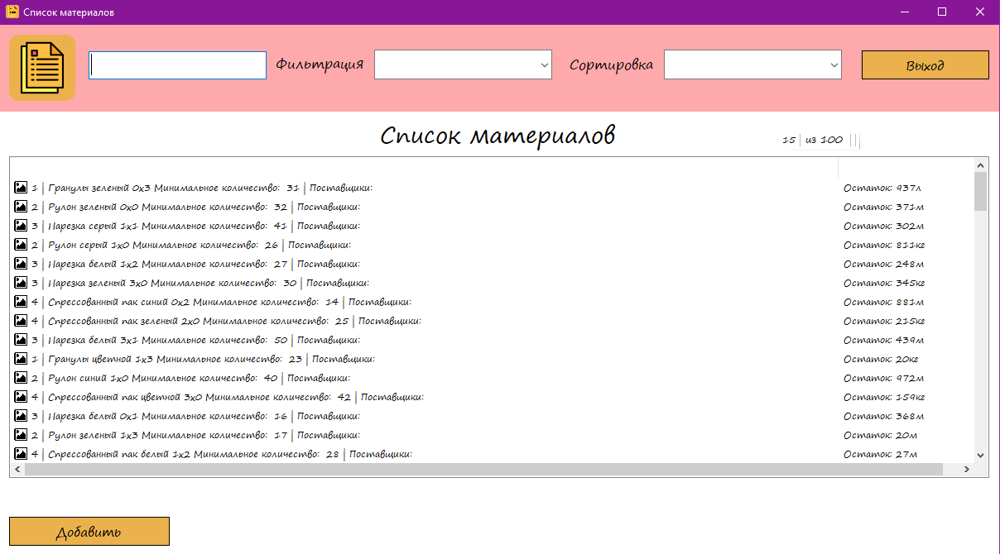 Список материалов
Фильтрация
Сортировка
Выход
Список материалов
15 | из 100
1 | Гранулы зеленый 0x3 Минимальное количество: 31 | Поставщики: Остаток: 937л
2 | Рулон зеленый 0x0 Минимальное количество: 32 | Поставщики: Остаток: 371м
3 | Нарезка серый 1x1 Минимальное количество: 41 | Поставщики: Остаток: 302м
2 | Рулон серый 1x0 Минимальное количество: 26 | Поставщики: Остаток: 811кг
3 | Нарезка белый 1x2 Минимальное количество: 27 | Поставщики: Остаток: 248м
3 | Нарезка зеленый 3x0 Минимальное количество: 30 | Поставщики: Остаток: 345кг
4 | Спрессованный пак синий 0x2 Минимальное количество: 14 | Поставщики: Остаток: 881м
4 | Спрессованный пак зеленый 2x0 Минимальное количество: 25 | Поставщики: Остаток: 215кг
3 | Нарезка белый 3x1 Минимальное количество: 50 | Поставщики: Остаток: 439м
1 | Гранулы цветной 1x3 Минимальное количество: 23 | Поставщики: Остаток: 20кг
2 | Рулон синий 1x0 Минимальное количество: 40 | Поставщики: Остаток: 972м
4 | Спрессованный пак цветной 3x0 Минимальное количество: 42 | Поставщики: Остаток: 159кг
3 | Нарезка белый 0x1 Минимальное количество: 16 | Поставщики: Остаток: 368м
2 | Рулон зеленый 1x3 Минимальное количество: 17 | Поставщики: Остаток: 20м
4 | Спрессованный пак белый 1x2 Минимальное количество: 28 | Поставщики: Остаток: 27м
Добавить